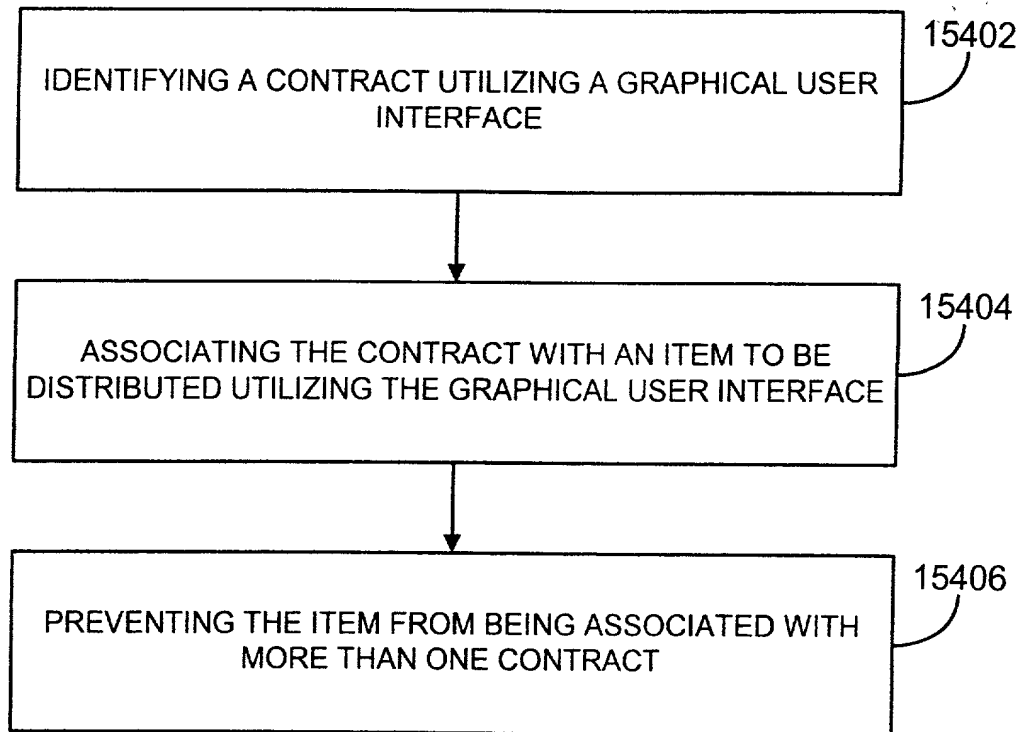 15402
IDENTIFYING A CONTRACT UTILIZING A GRAPHICAL USER
INTERFACE
15404
ASSOCIATING THE CONTRACT WITH AN ITEM TO BE
DISTRIBUTED UTILIZING THE GRAPHICAL USER INTERFACE
15406
PREVENTING THE ITEM FROM BEING ASSOCIATED WITH
MORE THAN ONE CONTRACT